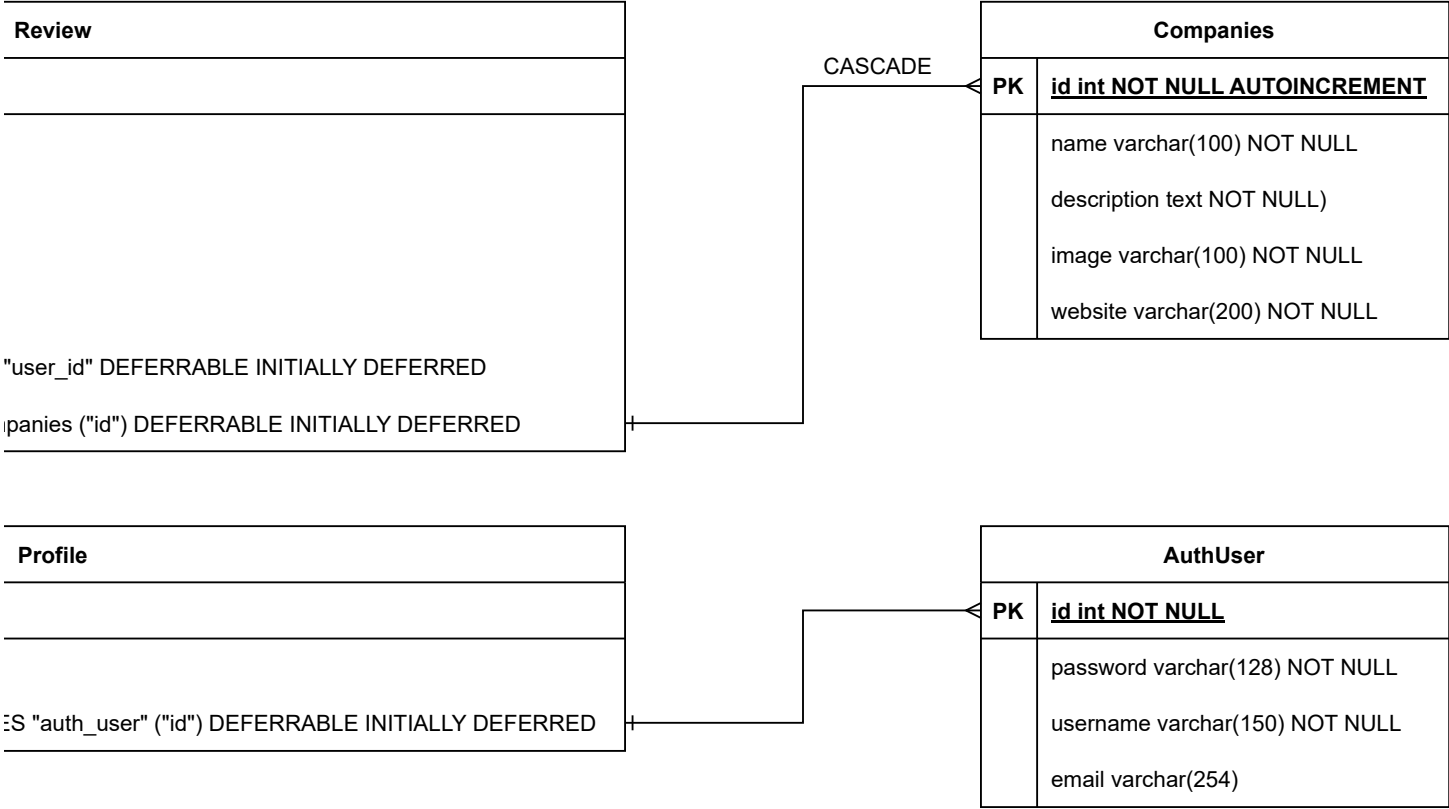 Review
"user_id" DEFERRABLE INITIALLY DEFERRED
("id") DEFERRABLE INITIALLY DEFERRED
CASCADE
Companies
PK id int NOT NULL AUTOINCREMENT
name varchar(100) NOT NULL
description text NOT NULL)
image varchar(100) NOT NULL
website varchar(200) NOT NULL
Profile
ES "auth_user" ("id") DEFERRABLE INITIALLY DEFERRED
AuthUser
PK id int NOT NULL
password varchar(128) NOT NULL
username varchar(150) NOT NULL
email varchar(254)